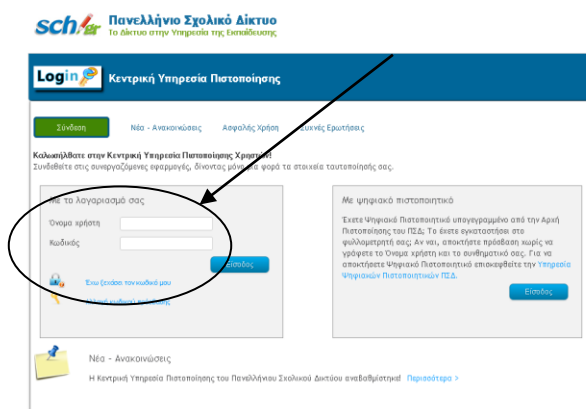 sch.gr Πανελλήνιο Σχολικό Δίκτυο
Το Δίκτυο στην Υπηρεσία της Εκπαίδευσης
Login Κεντρική Υπηρεσία Πιστοποίησης
Σύνδεση Νέα - Ανακοινώσεις Ασφαλής Χρήση Συχνές Ερωτήσεις
Καλωσήλθατε στην Κεντρική Υπηρεσία Πιστοποίησης Χρηστών!
Συνδεθείτε στις συνεργαζόμενες εφαρμογές, δίνοντας μόνο μία φορά τα στοιχεία ταυτοποίησής σας.
Με το λογαριασμό σας
Όνομα χρήστη
Κωδικός
Είσοδος
Έχω ξεχάσει τον κωδικό μου
Αλλαγή κωδικού πρόσβασης
Με ψηφιακό πιστοποιητικό
Έχετε Ψηφιακό Πιστοποιητικό υπογεγραμμένο από την Αρχή
Πιστοποίησης του ΠΣΔ; Το έχετε εγκαταστήσει στο
φυλλομετρητή σας; Αν ναι, αποκτήστε πρόσβαση χωρίς να
γράφετε το Όνομα χρήστη και το συνθηματικό σας. Για να
αποκτήσετε Ψηφιακό Πιστοποιητικό επισκεφθείτε την Υπηρεσία
Ψηφιακών Πιστοποιητικών ΠΣΔ.
Είσοδος
Νέα - Ανακοινώσεις
Η Κεντρική Υπηρεσία Πιστοποίησης του Πανελλήνιου Σχολικού Δικτύου αναβαθμίστηκε! Περισσότερα >